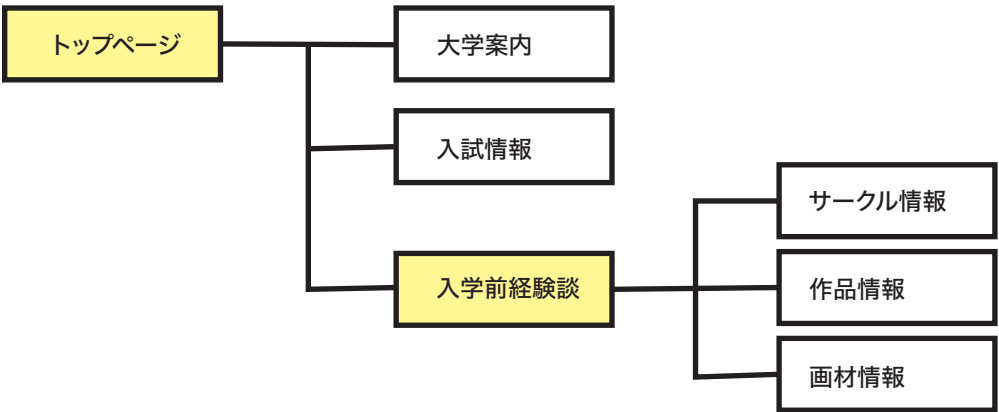 トップページ
大学案内
入試情報
入学前経験談
サークル情報
作品情報
画材情報